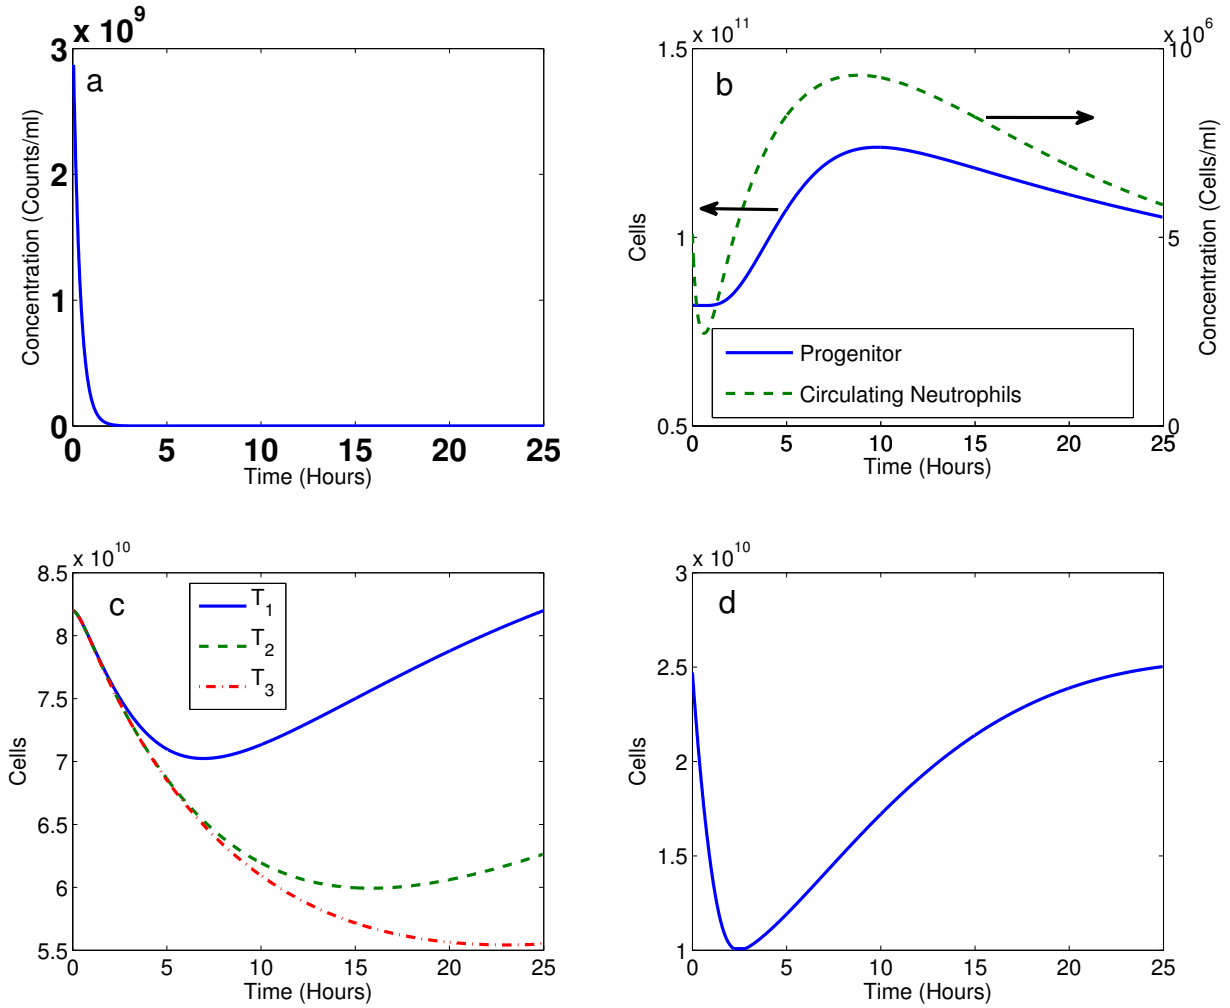 x 10^9
3
2
1
0
a
Concentration (Counts/ml)
0 5 10 15 20 25
Time (Hours)
x 10^11
x 10^6
1.5
1
0.5
b
Cells
10
5
0
Concentration (Cells/ml)
Progenitor
Circulating Neutrophils
0 5 10 15 20 25
Time (Hours)
x 10^10
8.5
8
7.5
7
6.5
6
5.5
c
Cells
T_1
T_2
T_3
0 5 10 15 20 25
Time (Hours)
x 10^10
3
2.5
2
1.5
1
d
Cells
0 5 10 15 20 25
Time (Hours)